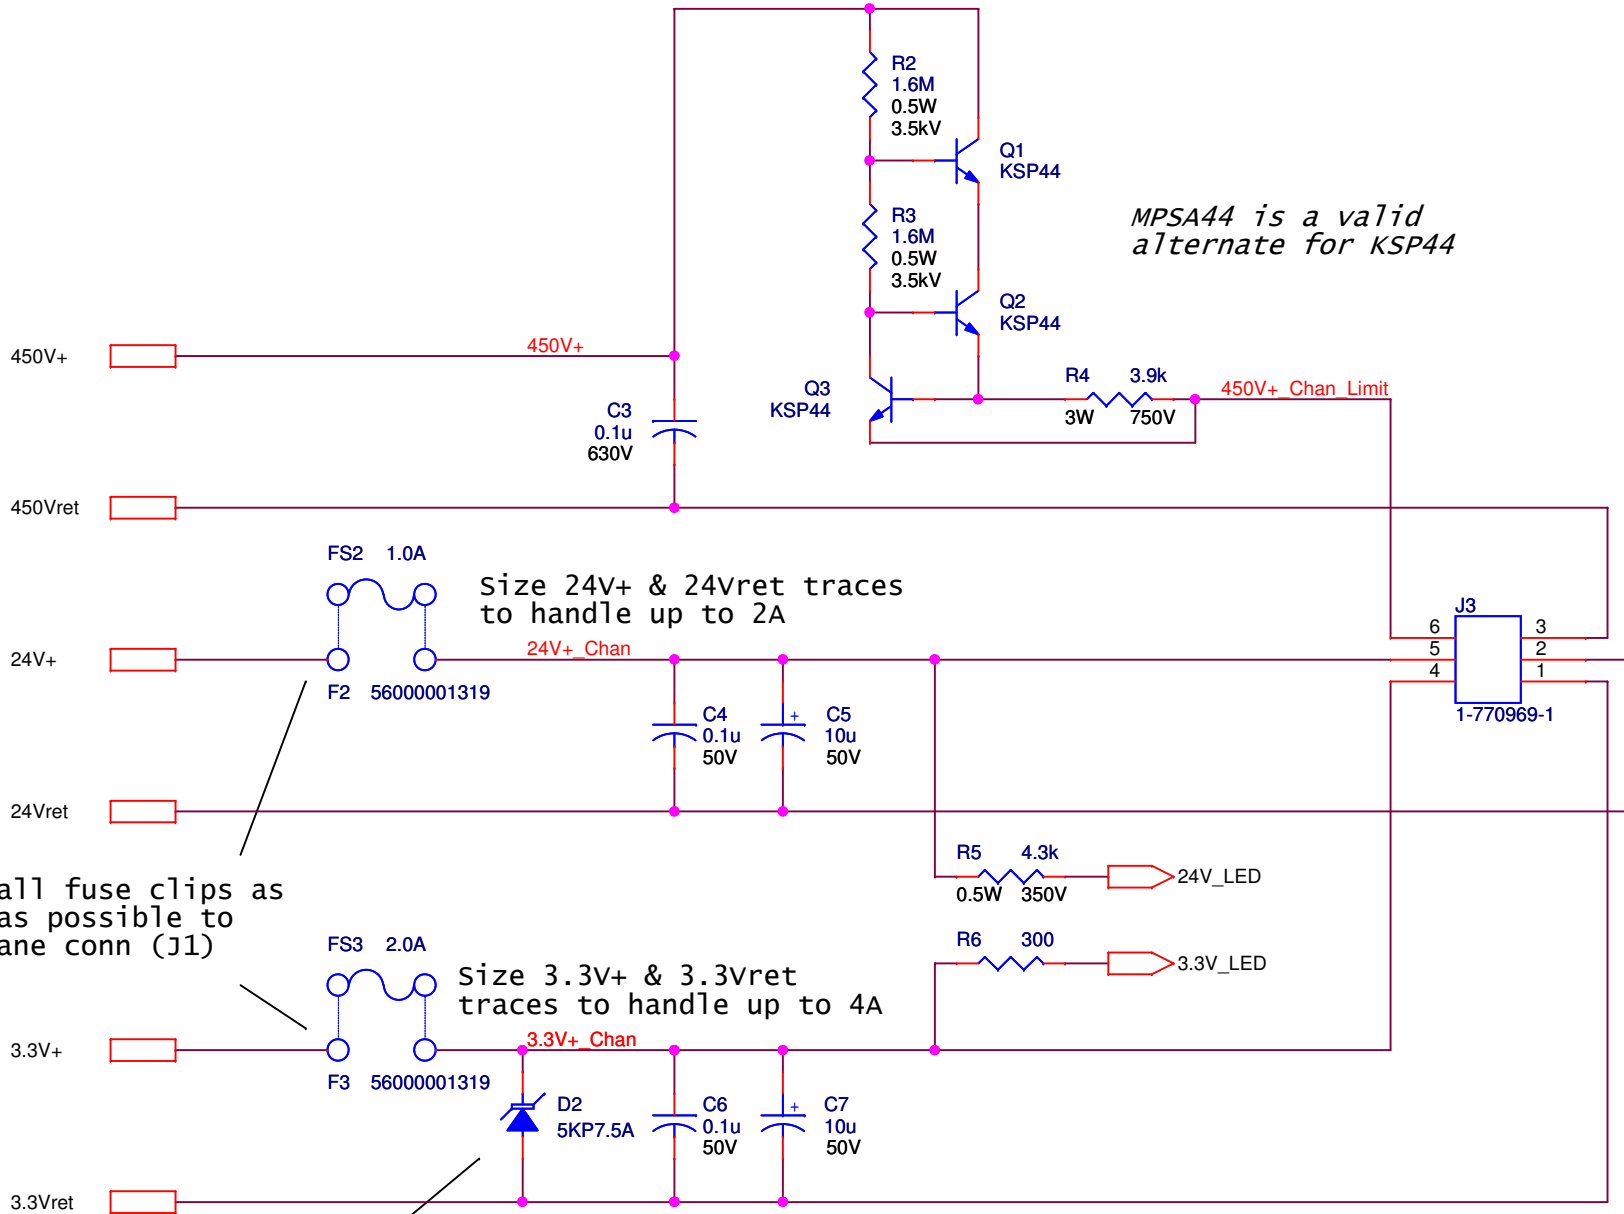 R2
1.6M
0.5W
3.5kV
Q1
KSP44
R3
1.6M
0.5W
3.5kV
MPSA44 is a valid
alternate for KSP44
Q2
KSP44
450V+
450V+
Q3
KSP44
R4 3.9k
3W 750V
450V+_Chan_Limit
C3
0.1u
630V
450Vret
FS2 1.0A
Size 24V+ & 24Vret traces
to handle up to 2A
24V+
24V+_Chan
F2 56000001319
J3
6 3
5 2
4 1
1-770969-1
C4
0.1u
50V
+
C5
10u
50V
24Vret
R5 4.3k
0.5W 350V
24V_LED
all fuse clips as
as possible to
ane conn (J1)
R6 300
3.3V_LED
FS3 2.0A
Size 3.3V+ & 3.3Vret
traces to handle up to 4A
3.3V+
3.3V+_Chan
F3 56000001319
D2
5KP7.5A
C6
0.1u
50V
+
C7
10u
50V
3.3Vret